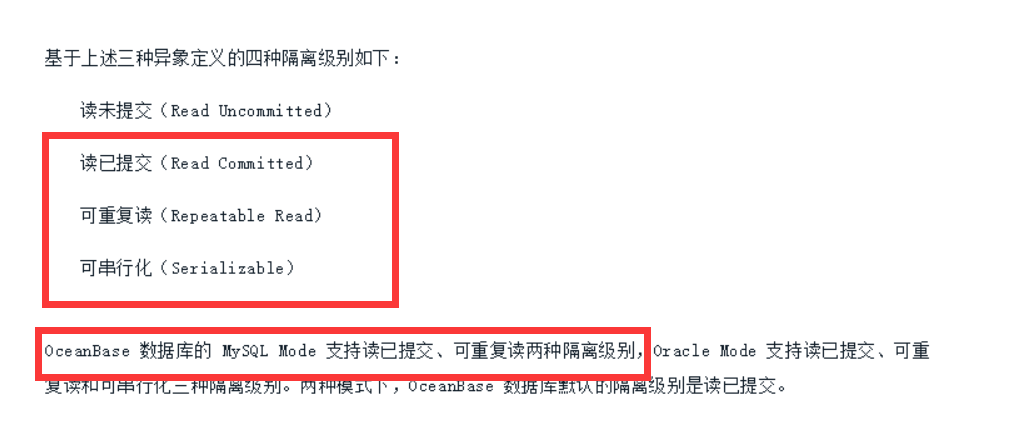 基于上述三种异象定义的四种隔离级别如下：
读未提交（Read Uncommitted）
读已提交（Read Committed）
可重复读（Repeatable Read）
可串行化（Serializable）
OceanBase 数据库的 MySQL Mode 支持读已提交、可重复读两种隔离级别，Oracle Mode 支持读已提交、可重
复读和可串行化三种隔离级别。两种模式下，OceanBase 数据库默认的隔离级别是读已提交。